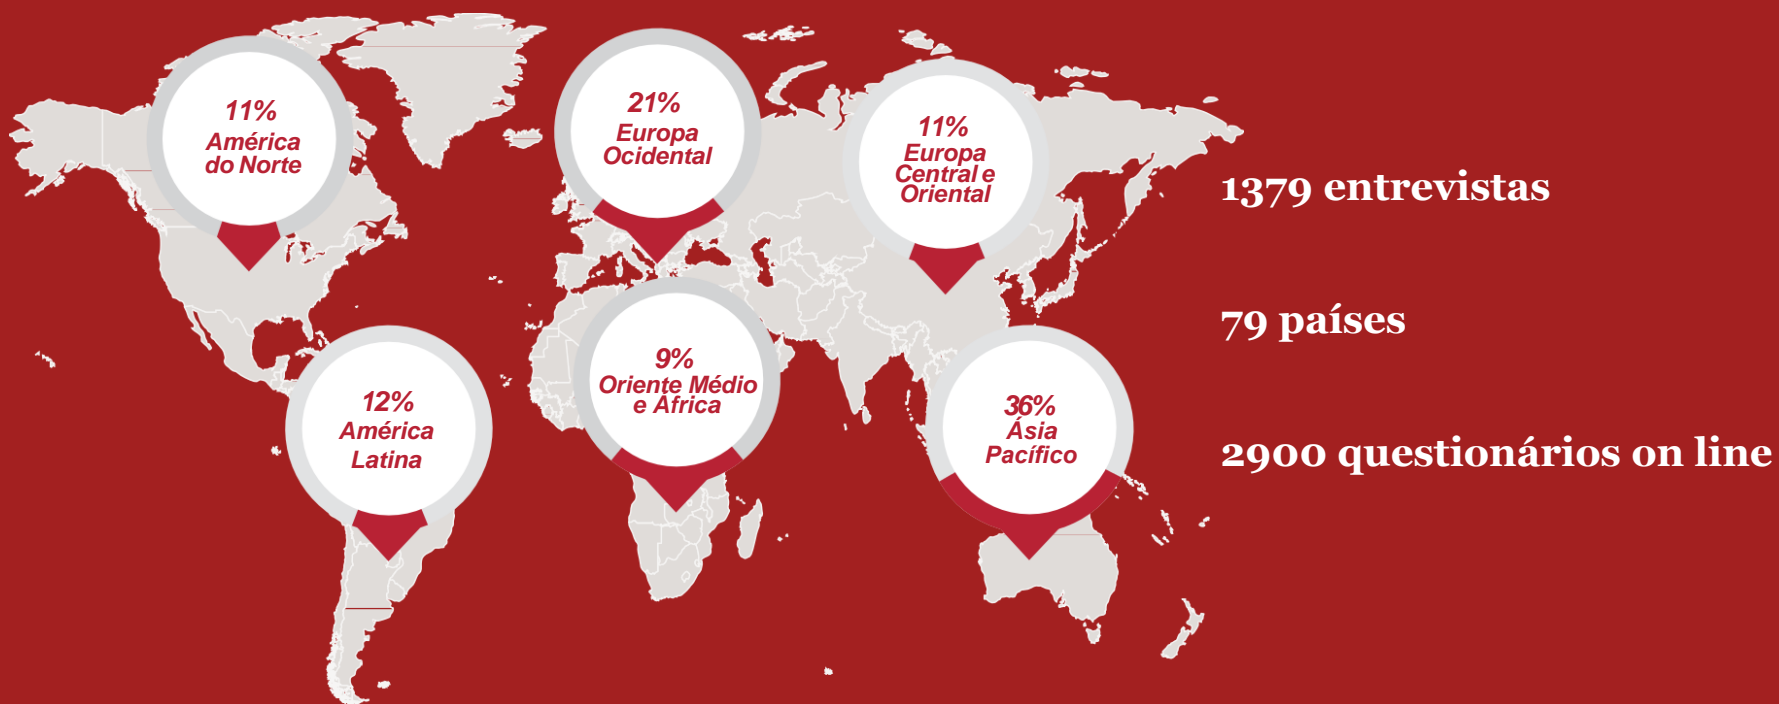 11%
América
do Norte
21%
Europa
Ocidental
11%
Europa
Central e
Oriental
12%
América
Latina
9%
Oriente Médio
e África
36%
Ásia
Pacífico
1379 entrevistas
79 países
2900 questionários on line